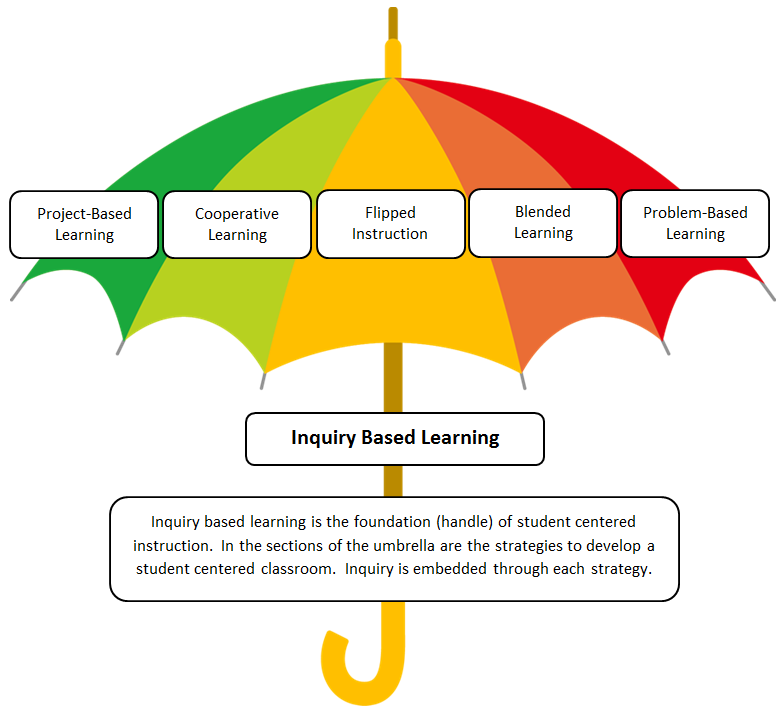 Project-Based
Learning
Cooperative
Learning
Flipped
Instruction
Blended
Learning
Problem-Based
Learning
Inquiry Based Learning
Inquiry based learning is the foundation (handle) of student centered
instruction.  In the sections of the umbrella are the strategies to develop a
student centered classroom.  Inquiry is embedded through each strategy.